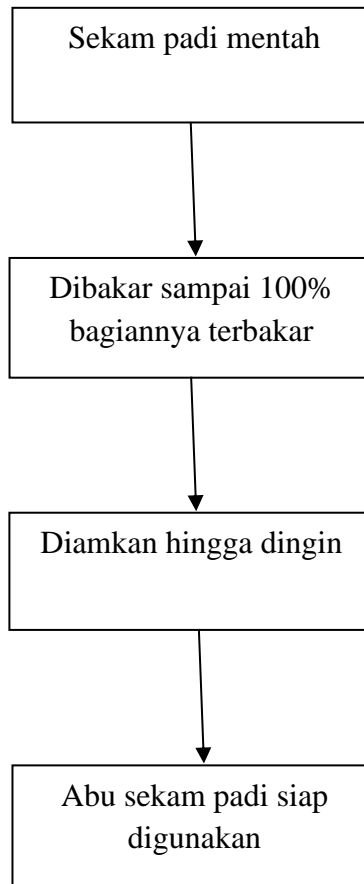 Sekam padi mentah
Dibakar sampai 100%
bagiannya terbakar
Diamkan hingga dingin
Abu sekam padi siap
digunakan